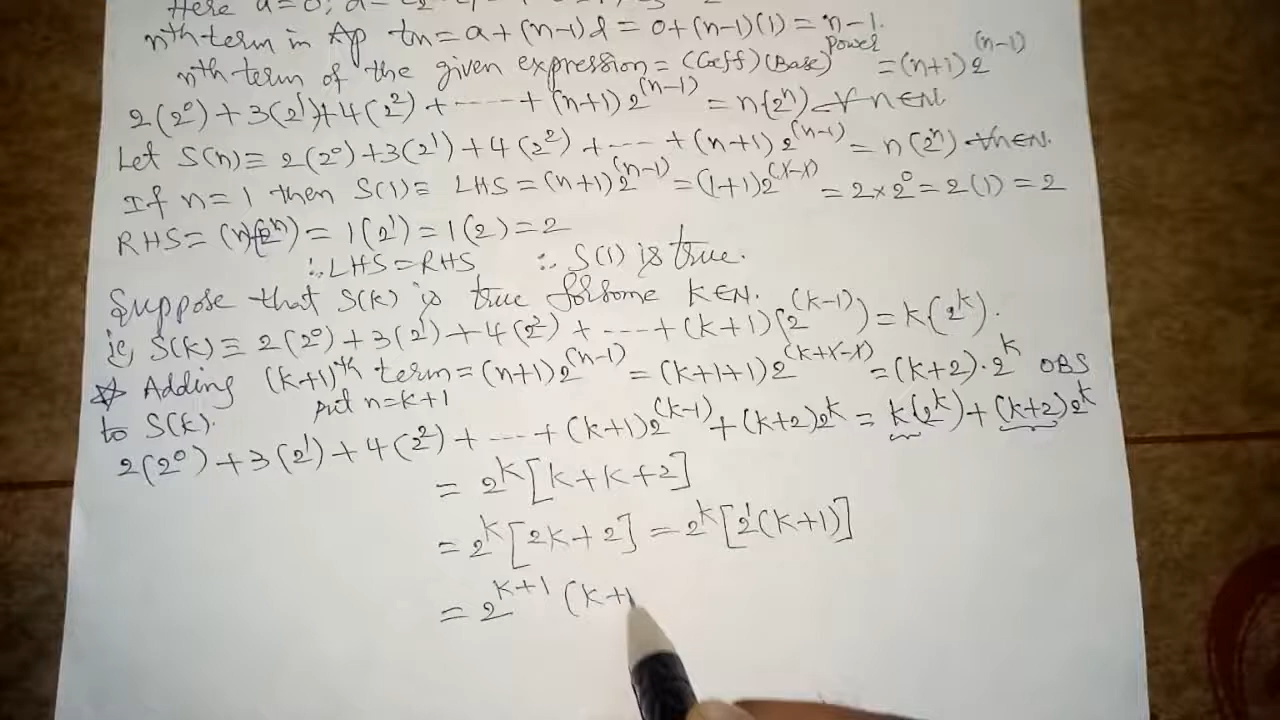 Here a=0,
nth term in Ap tn = a+(n-1)d = 0+(n-1)(1) = n-1.
nth term of the given expression = (Coeff)(Base)^Power = (n+1)2^(n-1)
2(2^0)+3(2^1)+4(2^2)+-----+(n+1)2^(n-1) = n(2^n) ∀n∈N
Let S(n) ≡ 2(2^0)+3(2^1)+4(2^2)+----+(n+1)2^(n-1) = n(2^n) ∀n∈N.
If n=1 then S(1) ≡ LHS = (n+1)2^(n-1) = (1+1)2^(1-1) = 2×2^0 = 2(1) = 2
RHS = (n)(2^n) = 1(2^1) = 1(2) = 2
∴ LHS = RHS ∴ S(1) is true.
Suppose that S(k) is true for some K∈N.
ie, S(k) ≡ 2(2^0)+3(2^1)+4(2^2)+----+(k+1)(2^(k-1)) = k(2^k).
☆ Adding (k+1)^th term = (n+1)2^(n-1) = (k+1+1)2^(k+1-1) = (k+2)·2^k OBS
to S(k). put n=k+1
2(2^0)+3(2^1)+4(2^2)+---+(k+1)2^(k-1)+(k+2)2^k = k(2^k)+(k+2)2^k
= 2^k[k+k+2]
= 2^k[2k+2] = 2^k[2^1(k+1)]
= 2^(k+1) (k+1